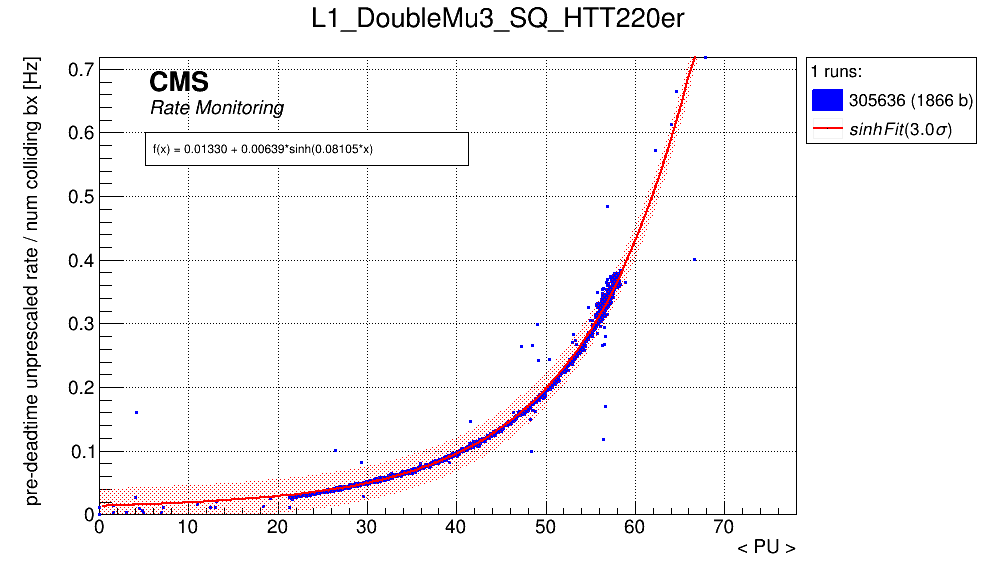 L1_DoubleMu3_SQ_HTT220er
pre-deadtime unprescaled rate / num colliding bx [Hz]
0.7
0.6
0.5
0.4
0.3
0.2
0.1
0
CMS
Rate Monitoring
f(x) = 0.01330 + 0.00639*sinh(0.08105*x)
0 10 20 30 40 50 60 70
< PU >
1 runs:
305636 (1866 b)
sinhFit(3.0σ)